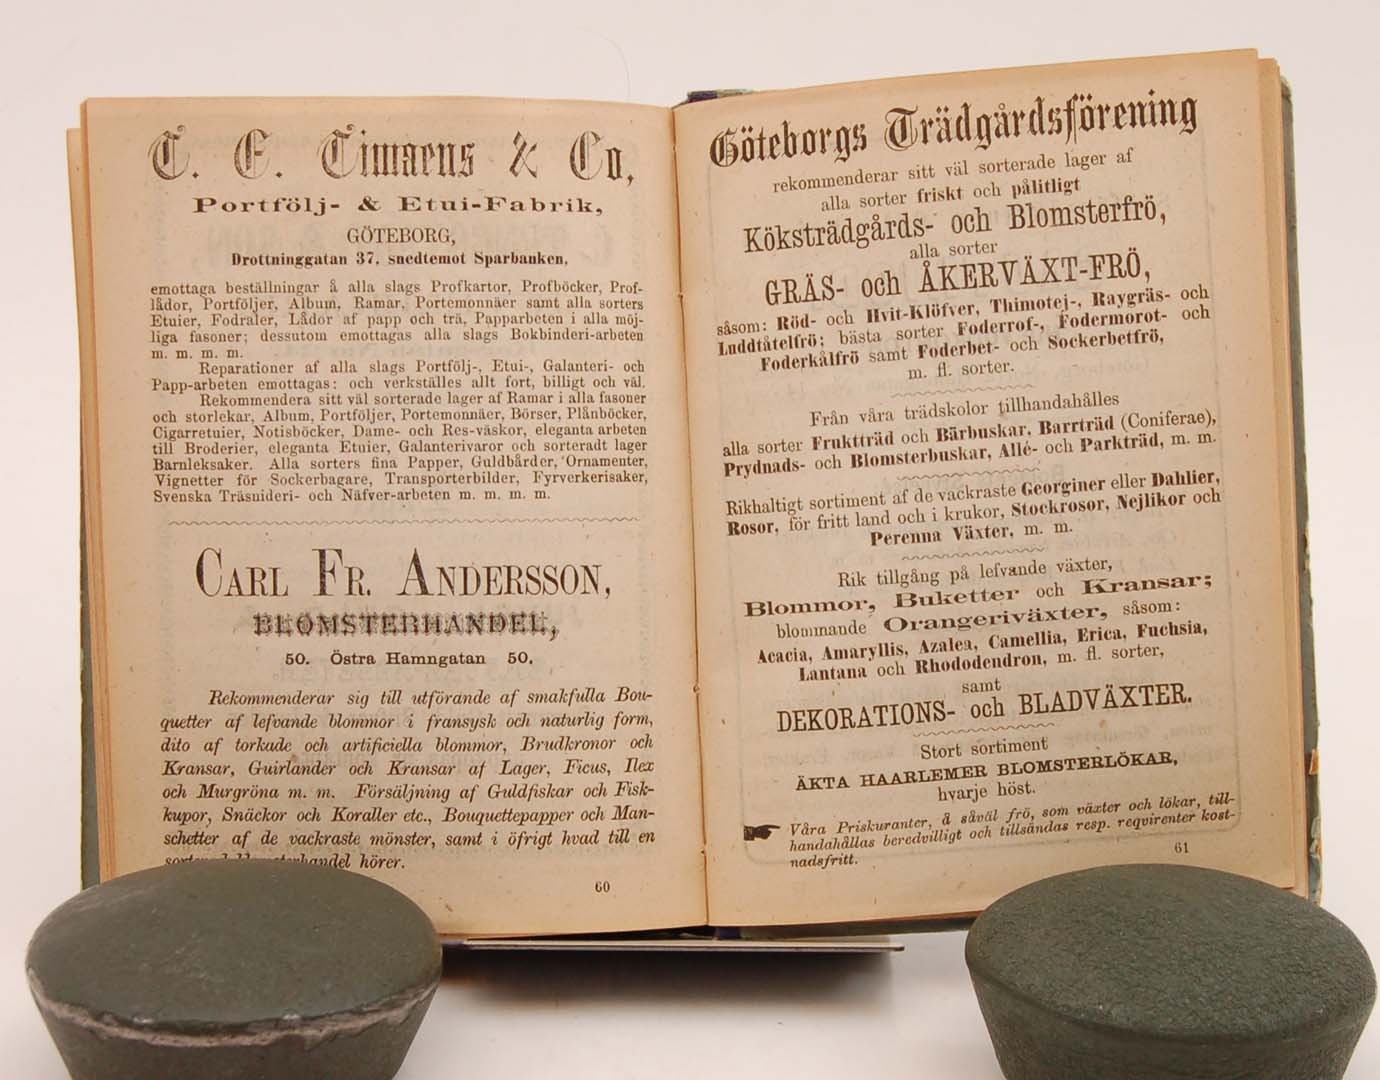 C. E. Timaeus & Co,
Portfölj- & Etui-Fabrik,
GÖTEBORG,
Drottninggatan 37, snedtemot Sparbanken,
emottaga beställningar å alla slags Profkartor, Profböcker, Prof-
lådor, Portföljer, Album, Ramar, Portemonnäer samt alla sorters
Etuier, Fodraler, Lådor af papp och trä, Papparbeten i alla möj-
liga fasoner; dessutom emottagas alla slags Bokbinderi-arbeten
m. m. m. m.
Reparationer af alla slags Portfölj-, Etui-, Galanteri- och
Papp-arbeten emottagas: och verkställes allt fort, billigt och väl.
Rekommendera sitt väl sorterade lager af Ramar i alla fasoner
och storlekar, Album, Portföljer, Portemonnäer, Börser, Plånböcker,
Cigarretuier, Notisböcker, Dame- och Res-väskor, eleganta arbeten
till Broderier, eleganta Etuier, Galanterivaror och sorteradt lager
Barnleksaker. Alla sorters fina Papper, Guldbårder, Ornamenter,
Vignetter för Sockerbagare, Transporterbilder, Fyrverkerisaker,
Svenska Träsnideri- och Näfver-arbeten m. m. m. m.
CARL FR. ANDERSSON,
BLOMSTERHANDEL,
50. Östra Hamngatan 50.
Rekommenderar sig till utförande af smakfulla Bou-
quetter af lefvande blommor i fransysk och naturlig form,
dito af torkade och artificiella blommor, Brudkronor och
Kransar, Guirlander och Kransar af Lager, Ficus, Ilex
och Murgröna m. m. Försäljning af Guldfiskar och Fisk-
kupor, Snäckor och Koraller etc., Bouquettepapper och Man-
schetter af de vackraste mönster, samt i öfrigt hvad till en
hörer.
60
Göteborgs Trädgårdsförening
rekommenderar sitt väl sorterade lager af
alla sorter friskt och pålitligt
Köksträdgårds- och Blomsterfrö,
alla sorter
GRÄS- och ÅKERVÄXT-FRÖ,
såsom: Röd- och Hvit-Klöfver, Thimotej-, Raygräs- och
Luddtåtelfrö; bästa sorter Foderrof-, Fodermorot- och
Foderkålfrö samt Foderbet- och Sockerbetfrö,
m. fl. sorter.
Från våra trädskolor tillhandahålles
alla sorter Fruktträd och Bärbuskar, Barrträd (Coniferae),
Prydnads- och Blomsterbuskar, Allé- och Parkträd, m. m.
Rikhaltigt sortiment af de vackraste Georginer eller Dahlier,
Rosor, för fritt land och i krukor, Stockrosor, Nejlikor och
Perenna Växter, m. m.
Rik tillgång på lefvande växter,
Blommor, Buketter och Kransar;
blommande Orangeriväxter, såsom:
Acacia, Amaryllis, Azalea, Camellia, Erica, Fuchsia,
Lantana och Rhododendron, m. fl. sorter,
samt
DEKORATIONS- och BLADVÄXTER.
Stort sortiment
ÄKTA HAARLEMER BLOMSTERLÖKAR,
hvarje höst.
Våra Priskuranter, å såväl frö, som växter och lökar, till-
handahållas beredvilligt och tillsändas resp. reqvirenter kost-
nadsfritt.
61